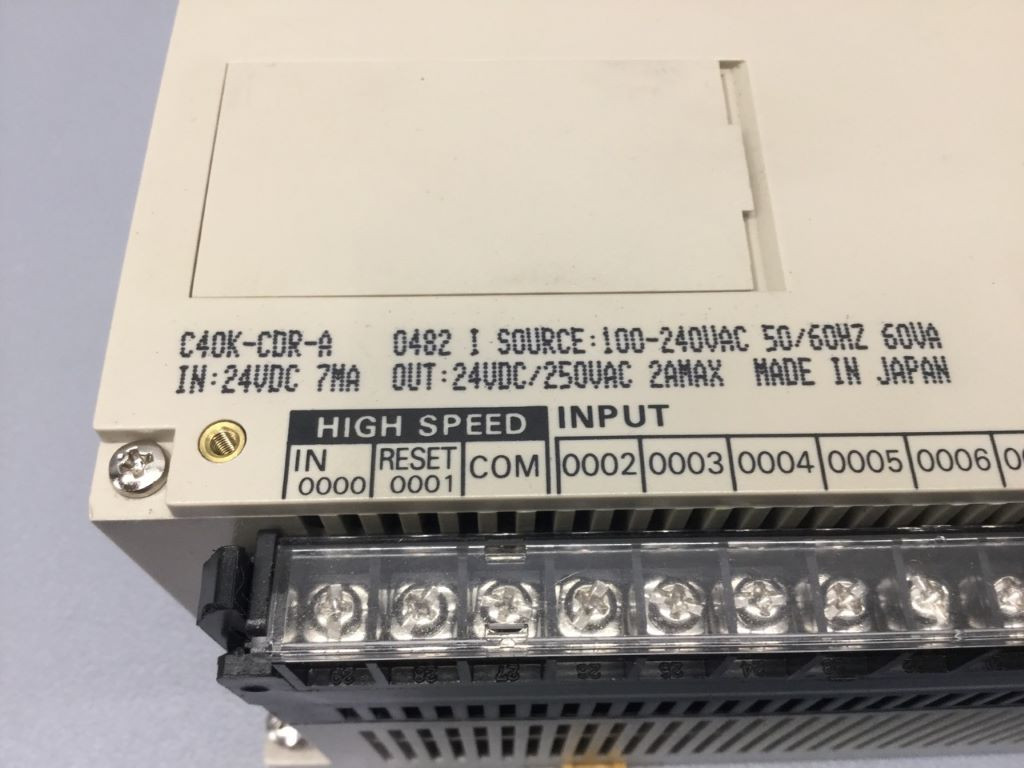 C40K-CDR-A 0482 I SOURCE:100-240VAC 50/60HZ 60VA
IN:24VDC 7MA OUT:24VDC/250VAC 2AMAX MADE IN JAPAN
HIGH SPEED INPUT
IN 0000 RESET 0001 COM 0002 0003 0004 0005 0006
27